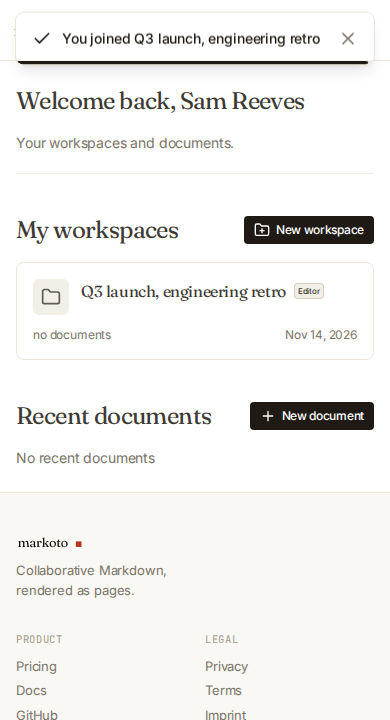 You joined Q3 launch, engineering retro
Welcome back, Sam Reeves
Your workspaces and documents.
My workspaces
New workspace
Q3 launch, engineering retro
Editor
no documents
Nov 14, 2026
Recent documents
New document
No recent documents
markoto
Collaborative Markdown,
rendered as pages.
PRODUCT
LEGAL
Pricing
Privacy
Docs
Terms
GitHub
Imprint